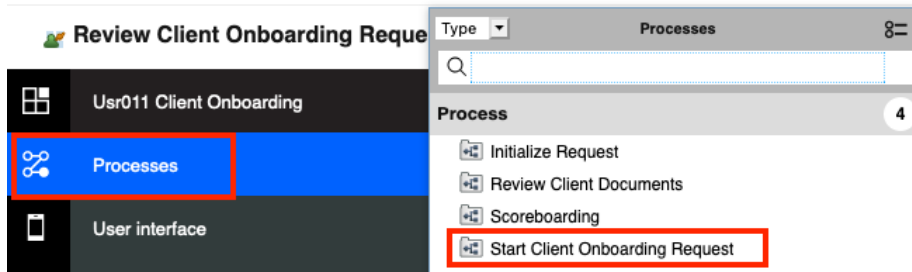 Review Client Onboarding Reque
Usr011 Client Onboarding
Processes
User interface
Type
Processes
Process
4
Initialize Request
Review Client Documents
Scoreboarding
Start Client Onboarding Request